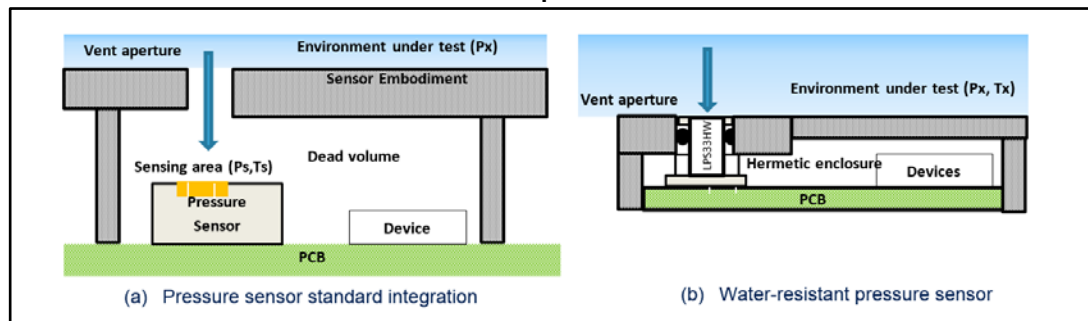 Vent aperture
Environment under test (Px)
Sensor Embodiment
Dead volume
Sensing area (Ps,Ts)
Pressure
Sensor
Device
PCB
(a) Pressure sensor standard integration
Environment under test (Px, Tx)
Vent aperture
LPS33HW
Hermetic enclosure
Devices
PCB
(b) Water-resistant pressure sensor